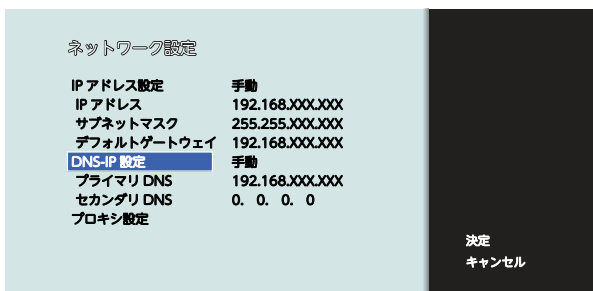 ネットワーク設定
IP アドレス設定 手動
IP アドレス 192.168.XXX.XXX
サブネットマスク 255.255.XXX.XXX
デフォルトゲートウェイ 192.168.XXX.XXX
DNS-IP 設定 手動
プライマリ DNS 192.168.XXX.XXX
セカンダリ DNS 0. 0. 0. 0
プロキシ設定
決定
キャンセル